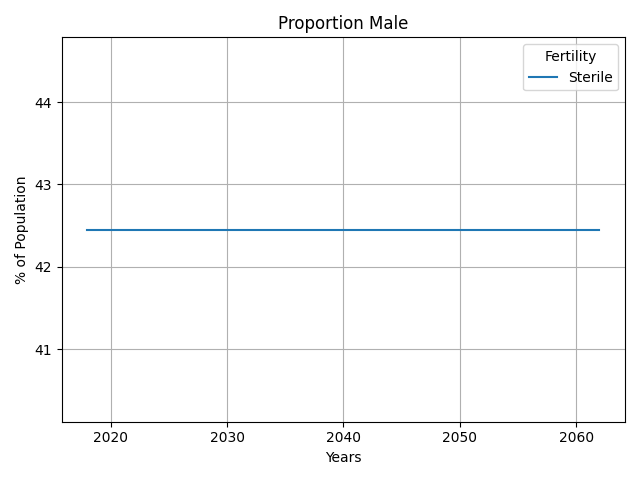 Proportion Male
Fertility
Sterile
44
43
42
41
% of Population
2020 2030 2040 2050 2060
Years